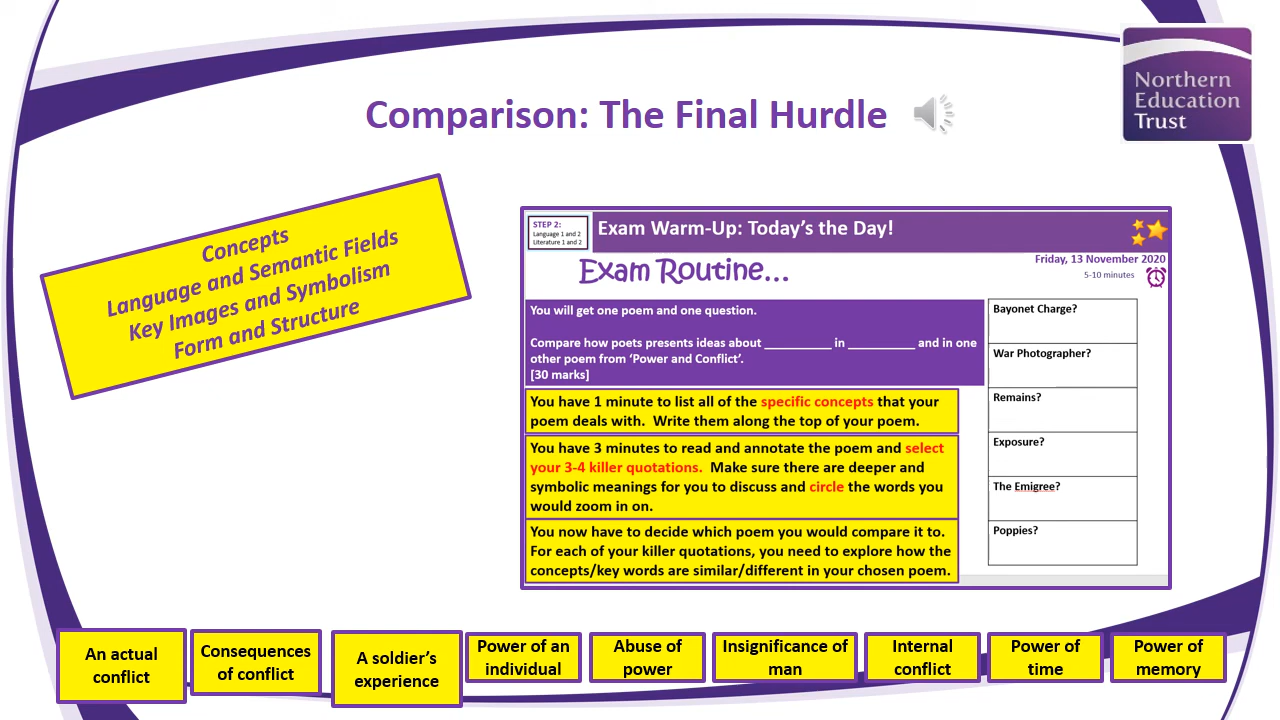 Comparison: The Final Hurdle
Northern
Education
Trust
Concepts
Language and Semantic Fields
Key Images and Symbolism
Form and Structure
STEP 2:
Language 1 and 2
Literature 1 and 2
Exam Warm-Up: Today's the Day!
Exam Routine...
Friday, 13 November 2020
5-10 minutes
You will get one poem and one question.
Compare how poets presents ideas about ___________ in ___________ and in one
other poem from 'Power and Conflict'.
[30 marks]
You have 1 minute to list all of the specific concepts that your
poem deals with. Write them along the top of your poem.
You have 3 minutes to read and annotate the poem and select
your 3-4 killer quotations. Make sure there are deeper and
symbolic meanings for you to discuss and circle the words you
would zoom in on.
You now have to decide which poem you would compare it to.
For each of your killer quotations, you need to explore how the
concepts/key words are similar/different in your chosen poem.
Bayonet Charge?
War Photographer?
Remains?
Exposure?
The Emigree?
Poppies?
An actual
conflict
Consequences
of conflict
A soldier's
experience
Power of an
individual
Abuse of
power
Insignificance of
man
Internal
conflict
Power of
time
Power of
memory